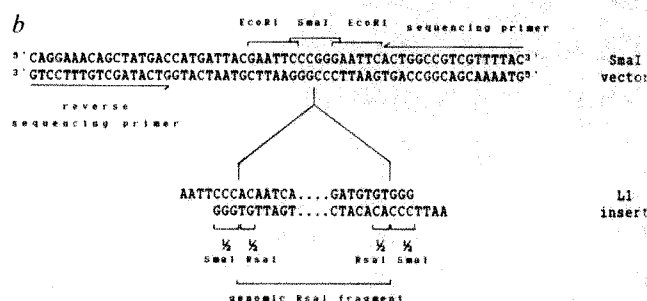 b
EcoRI SmaI EcoRI sequencing primer
5'CAGGAAACAGCTATGACCATGATTACGAATTCCCGGGAATTCACTGGCCGTCGTTTTAC3'
3'GTCCTTTGTCGATACTGGTACTAATGCTTAAGGGCCCTTAAGTGACCGGCAGCAAAATG5'
SmaI
vector
reverse
sequencing primer
AATTCCCACAATCA....GATGTGTGGG
GGGTGTTAGT....CTACACACCCTTAA
L1
insert
½ ½ ½ ½
SmaI RsaI RsaI SmaI
genomic RsaI fragment